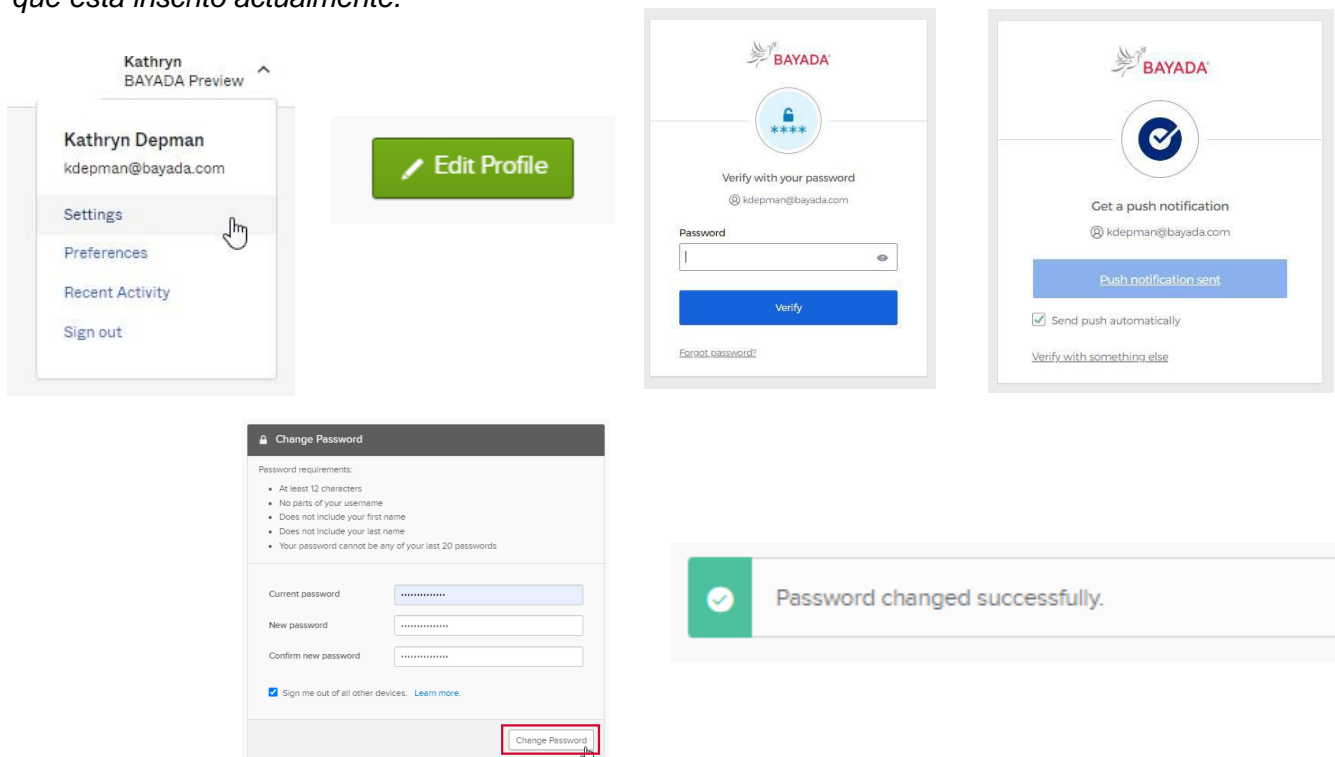 que está inscrito actualmente.
Kathryn
BAYADA Preview
Kathryn Depman
kdepman@bayada.com
Settings
Preferences
Recent Activity
Sign out
Edit Profile
BAYADA
****
Verify with your password
kdepman@bayada.com
Password
Verify
Forgot password?
BAYADA
Get a push notification
kdepman@bayada.com
Push notification sent
Send push automatically
Verify with something else
Change Password
Password requirements:
• At least 12 characters
• No parts of your username
• Does not include your first name
• Does not include your last name
• Your password cannot be any of your last 20 passwords
Current password
New password
Confirm new password
Sign me out of all other devices. Learn more.
Change Password
Password changed successfully.